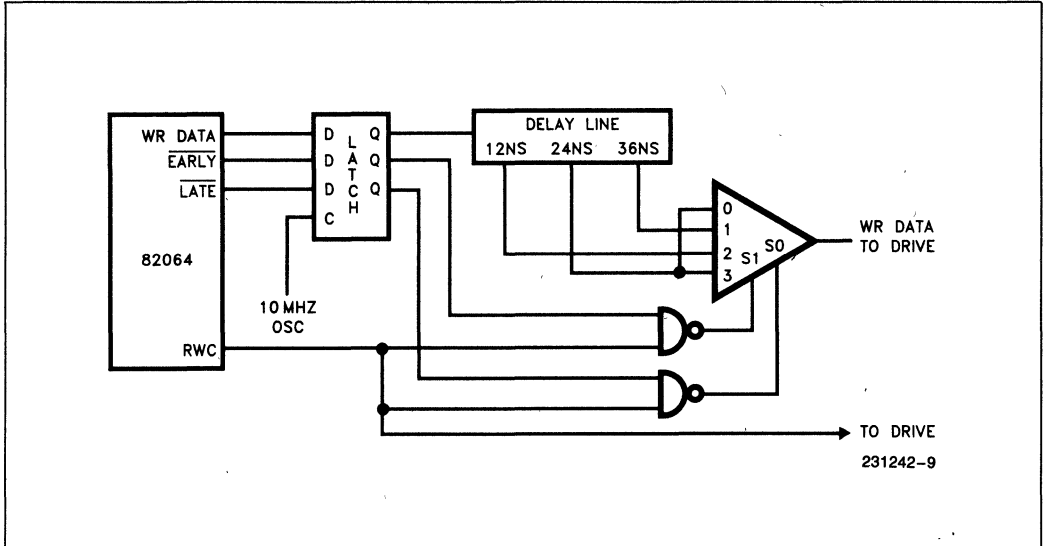 WR DATA
EARLY
LATE
82064
RWC
D Q
D Q
D Q
C
LATCH
10 MHZ
OSC
DELAY LINE
12NS 24NS 36NS
0
1
2
3
S1
S0
WR DATA
TO DRIVE
TO DRIVE
231242-9